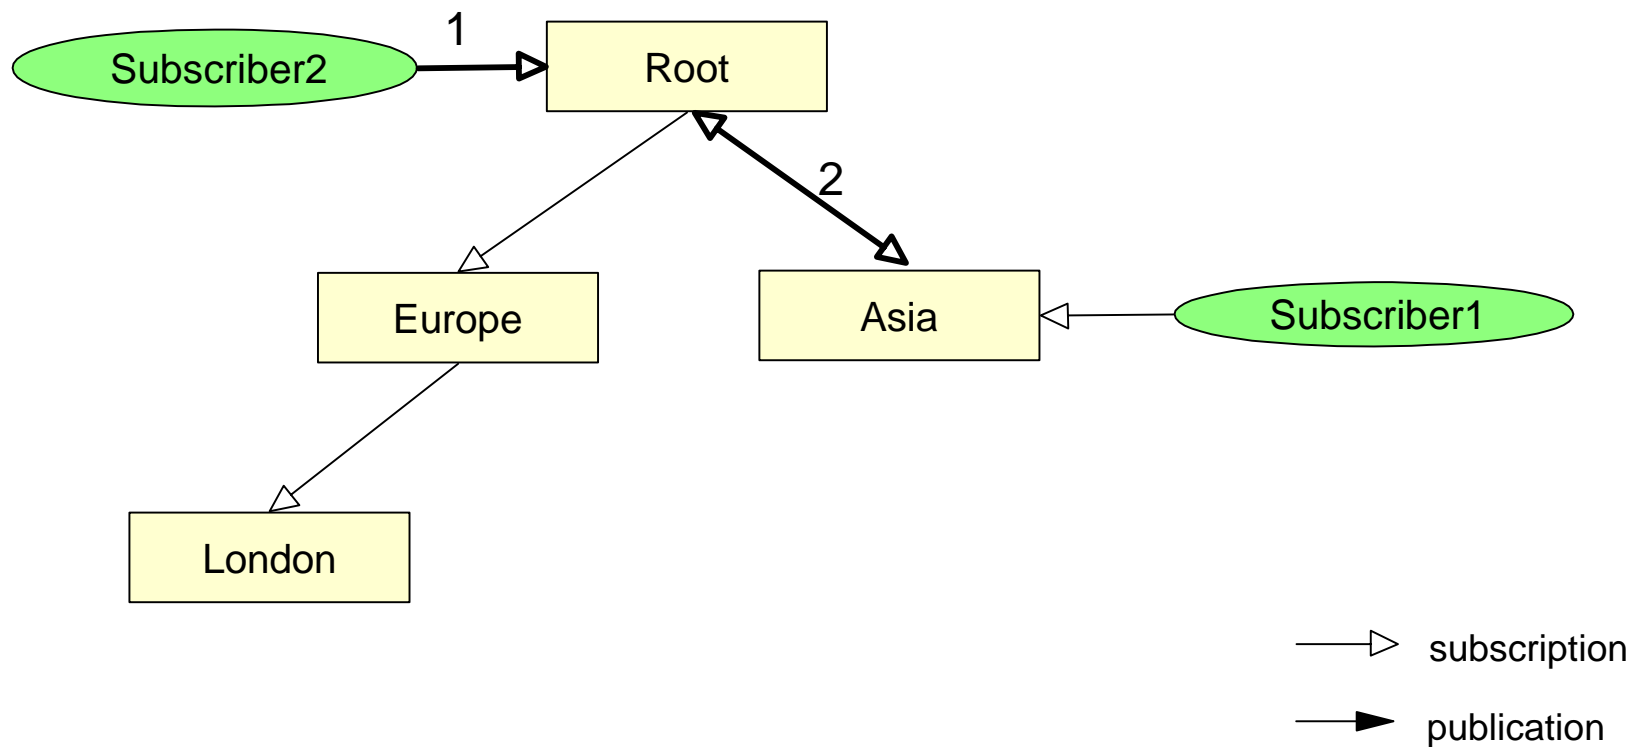 1
Subscriber2
Root
2
Europe
Asia
Subscriber1
London
subscription
publication